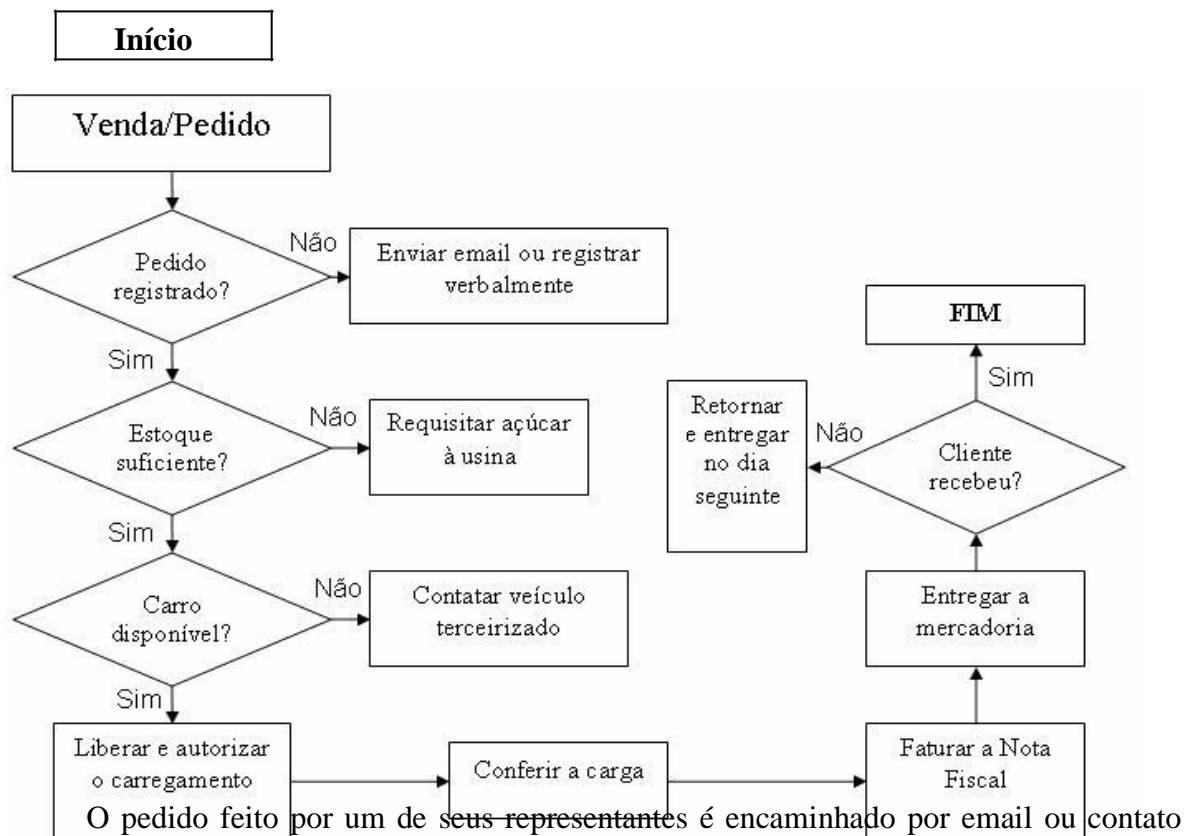 Início
Venda/Pedido
Pedido
registrado?
Não
Enviar email ou registrar
verbalmente
Sim
Estoque
suficiente?
Não
Requisitar açúcar
à usina
Sim
Carro
disponível?
Não
Contatar veículo
terceirizado
Sim
Liberar e autorizar
o carregamento
Conferir a carga
Faturar a Nota
Fiscal
Entregar a
mercadoria
Cliente
recebeu?
Não
Retornar
e entregar
no dia
seguinte
Sim
FIM
O pedido feito por um de seus representantes é encaminhado por email ou contato